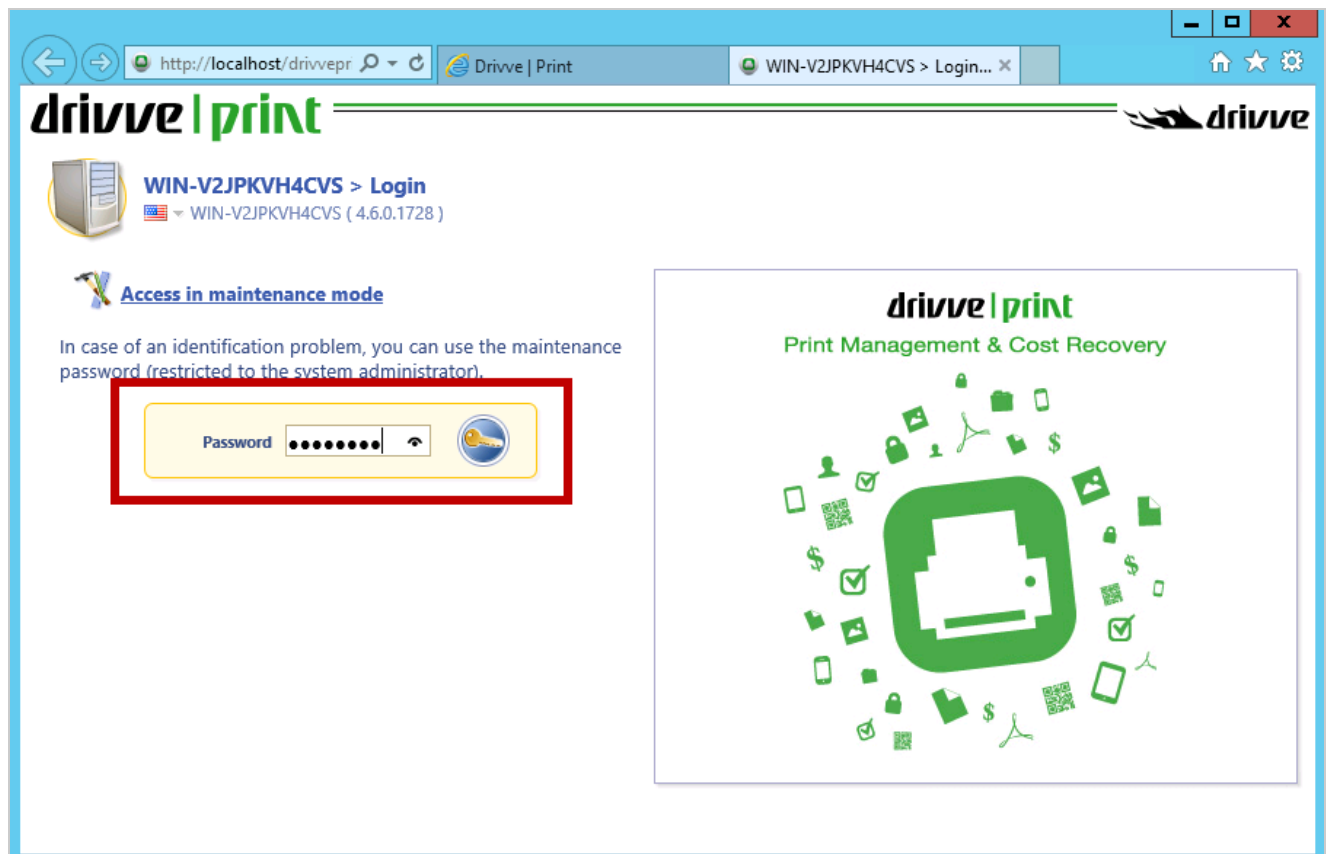 http://localhost/drivvepr
Drivve | Print
WIN-V2JPKVH4CVS > Login...
drivve | print
drivve
WIN-V2JPKVH4CVS > Login
WIN-V2JPKVH4CVS ( 4.6.0.1728 )
Access in maintenance mode
In case of an identification problem, you can use the maintenance
password (restricted to the system administrator).
Password ●●●●●●●●
drivve | print
Print Management & Cost Recovery